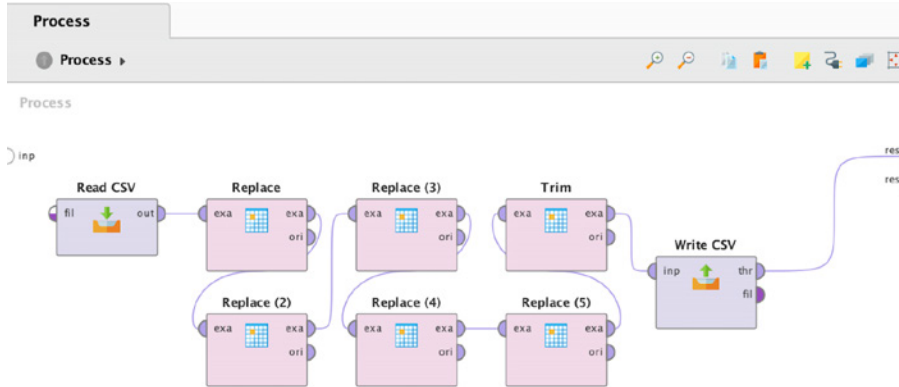 Process
Process
Process
inp
res
res
Read CSV
fil out
Replace
exa exa
ori
Replace (3)
exa exa
ori
Trim
exa exa
ori
Write CSV
inp thr
fil
Replace (2)
exa exa
ori
Replace (4)
exa exa
ori
Replace (5)
exa exa
ori